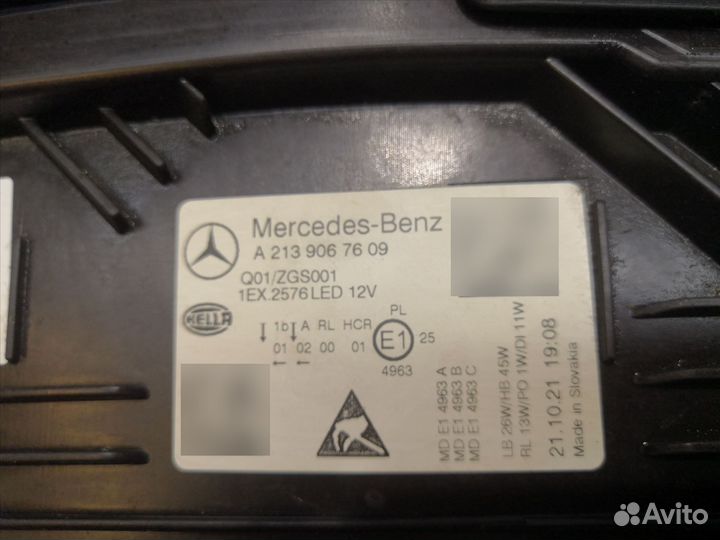 Mercedes-Benz
A 213 906 76 09
Q01/ZGS001
1EX.2576 LED 12V
HELLA
1b A RL HCR PL
01 02 00 01 E1 25
4963
MD E1 4963 A
MD E1 4963 B
MD E1 4963 C
LB 26W/HB 45W
RL 13W/PO 1W/DI 11W
21.10.21 19:08
Made in Slovakia
Avito